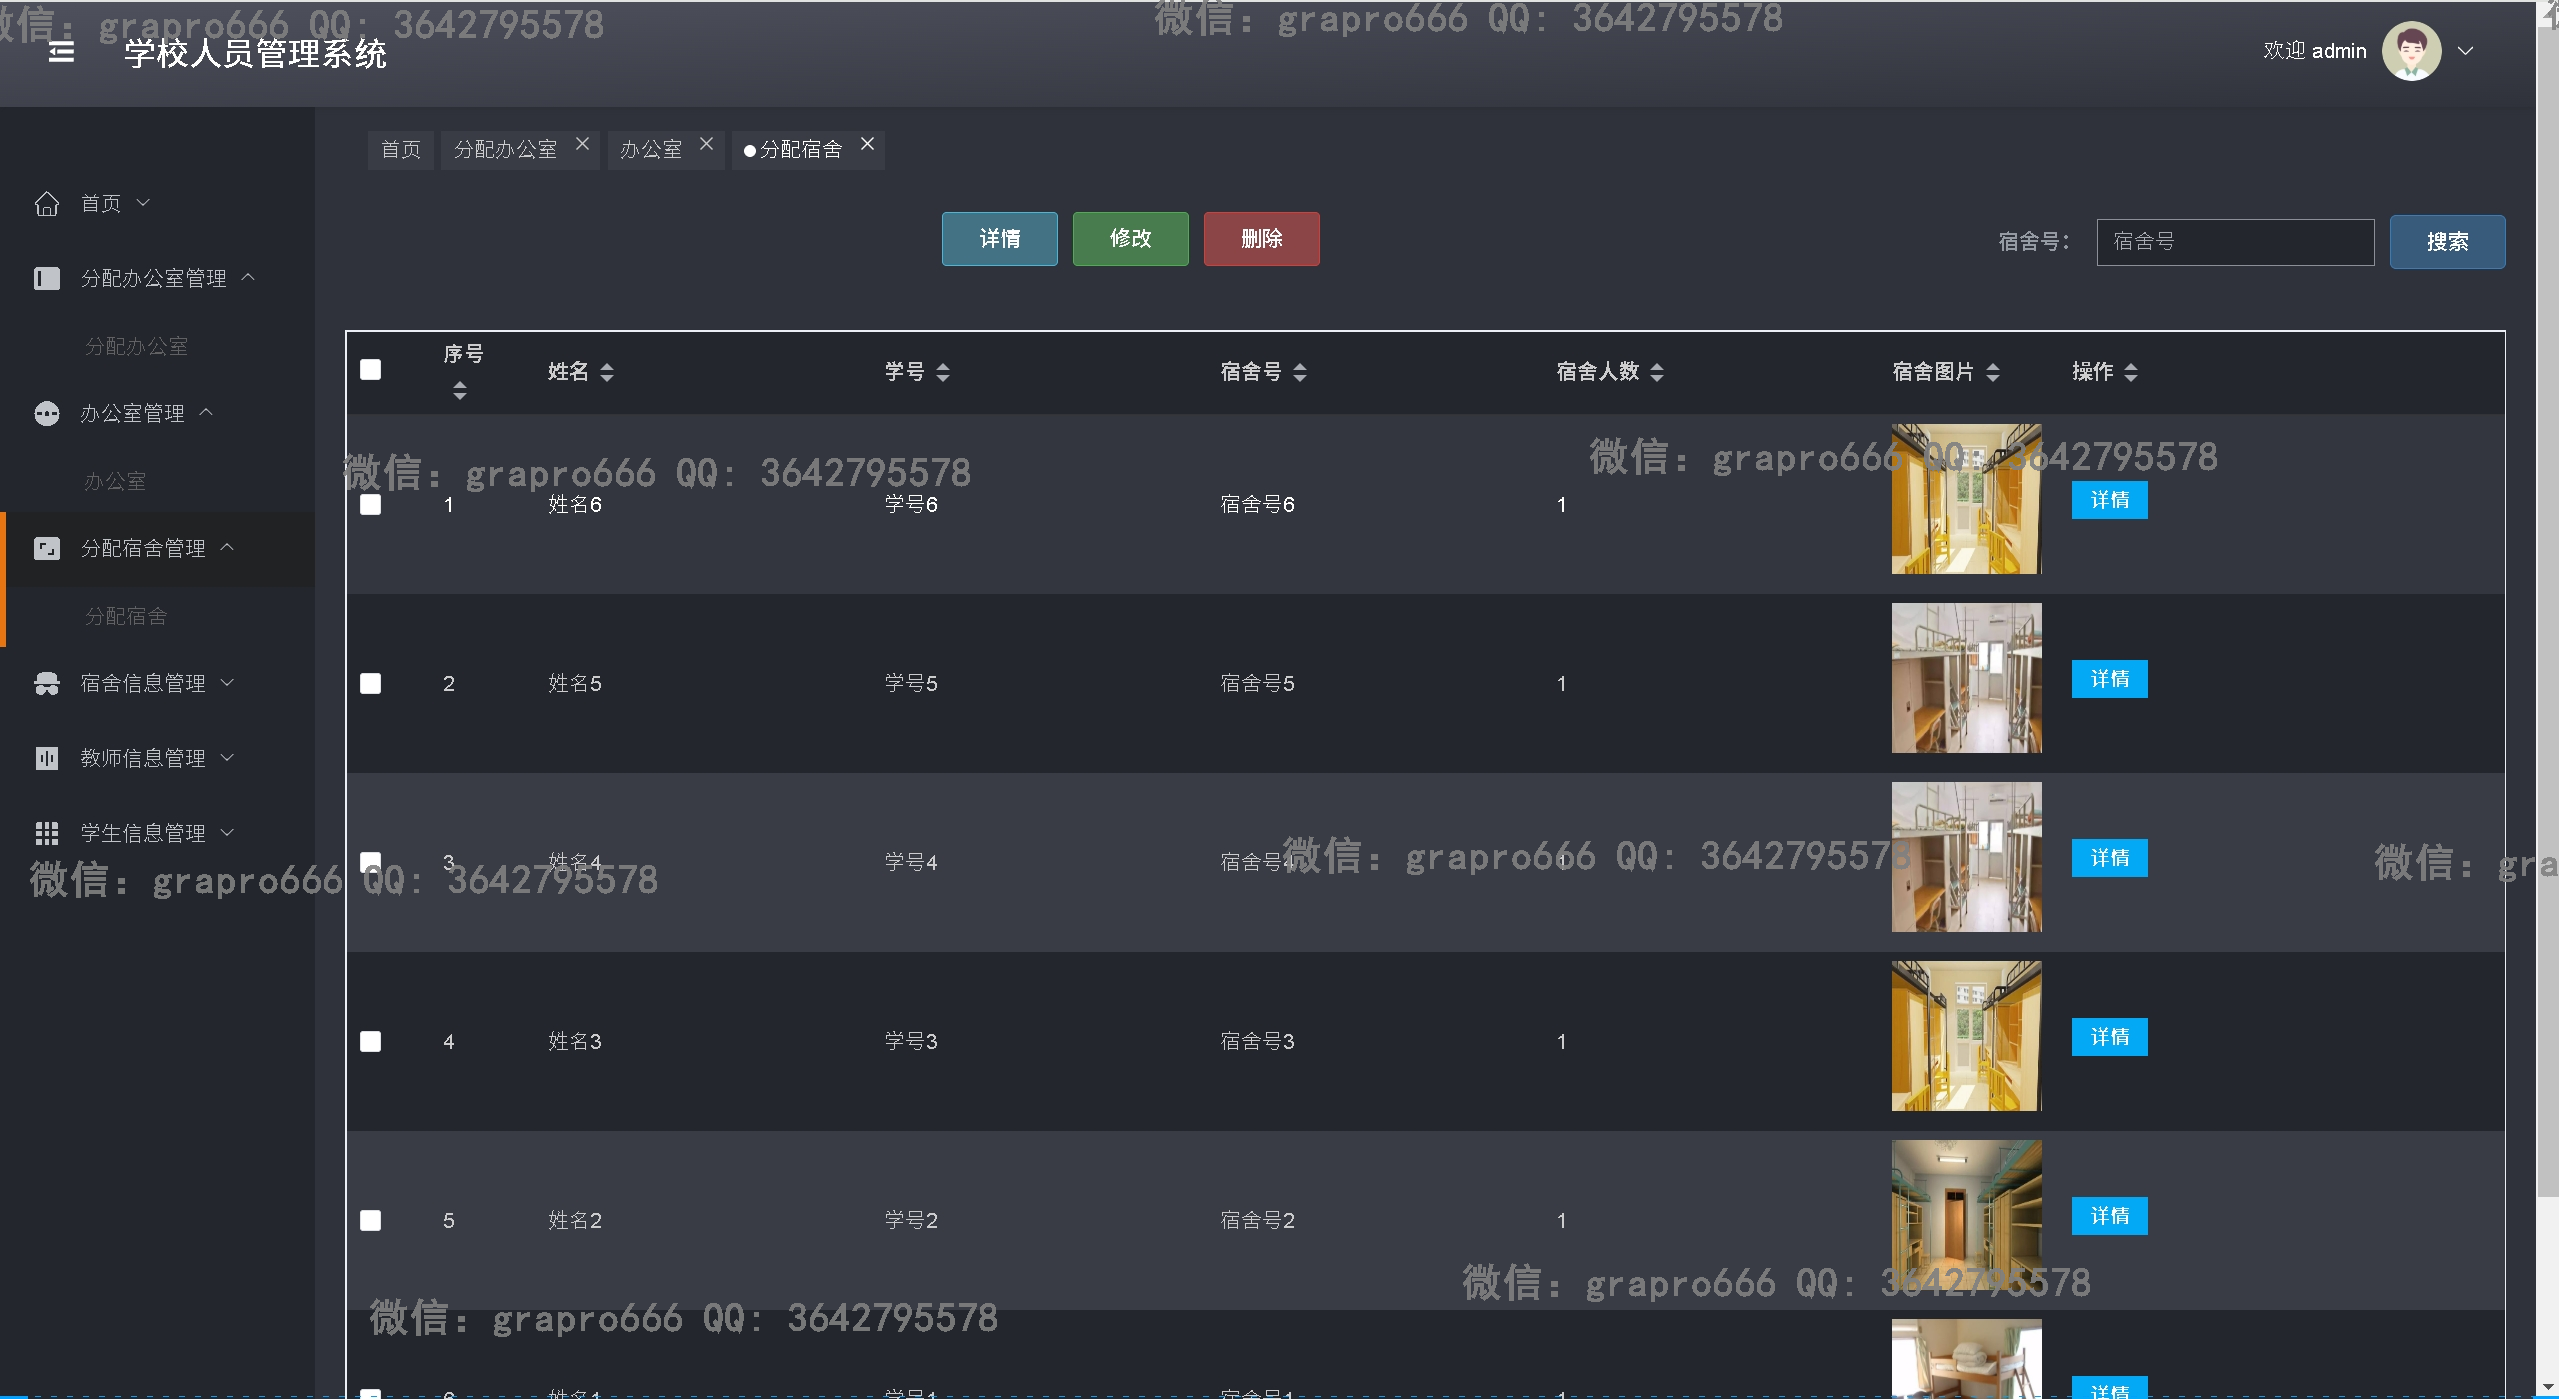 微信: grapro666 QQ: 3642795578
微信: grapro666 QQ: 3642795578
学校人员管理系统
欢迎 admin
首页 分配办公室 办公室 分配宿舍
首页
分配办公室管理
分配办公室
办公室管理
办公室
分配宿舍管理
分配宿舍
宿舍信息管理
教师信息管理
学生信息管理
详情 修改 删除
宿舍号: 宿舍号 搜索
序号 姓名 学号 宿舍号 宿舍人数 宿舍图片 操作
微信: grapro666 QQ: 3642795578
微信: grapro666 QQ: 3642795578
1 姓名6 学号6 宿舍号6 1 详情
2 姓名5 学号5 宿舍号5 1 详情
3 姓名4 学号4 宿舍号4 1 详情
微信: grapro666 QQ: 3642795578
微信: grapro666 QQ: 3642795578
微信: gra
4 姓名3 学号3 宿舍号3 1 详情
5 姓名2 学号2 宿舍号2 1 详情
微信: grapro666 QQ: 3642795578
微信: grapro666 QQ: 3642795578
6 姓名1 学号1 宿舍号1 1 详情